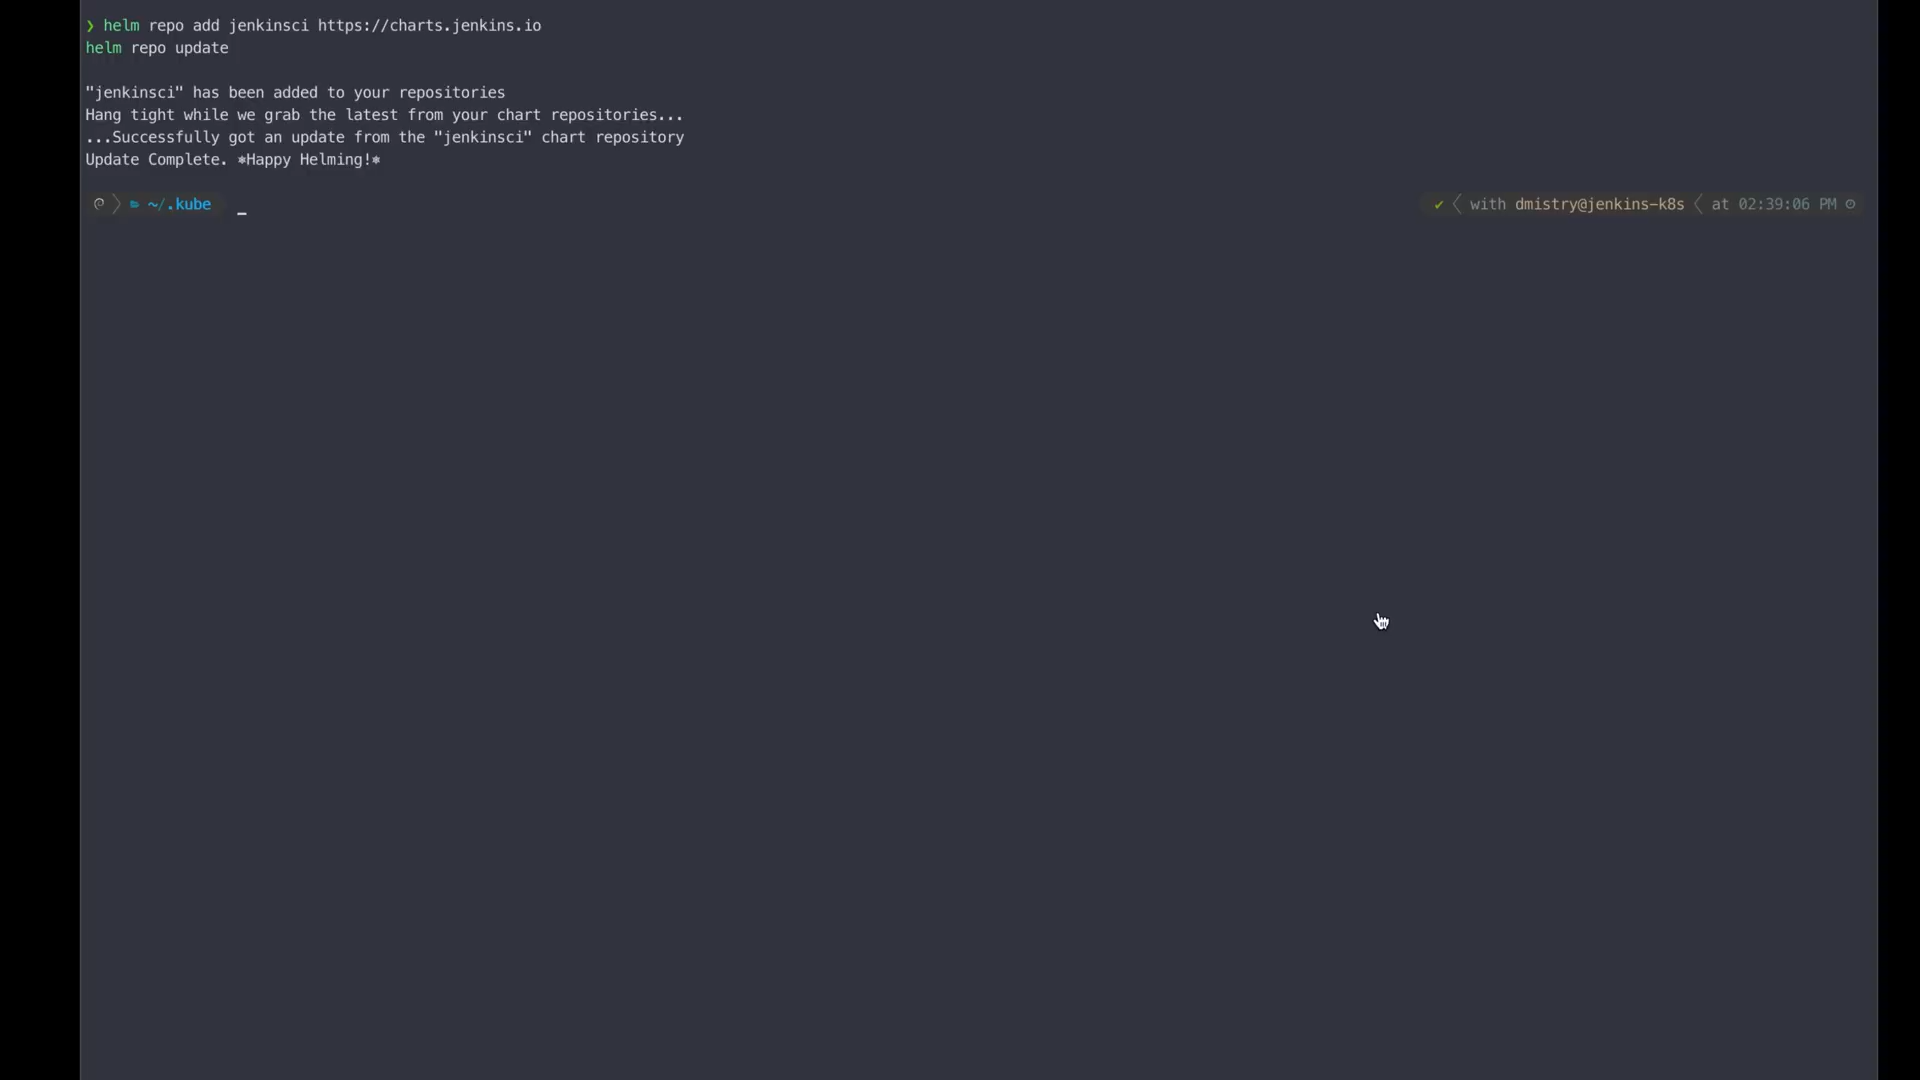 ❯ helm repo add jenkinsci https://charts.jenkins.io
helm repo update
"jenkinsci" has been added to your repositories
Hang tight while we grab the latest from your chart repositories...
...Successfully got an update from the "jenkinsci" chart repository
Update Complete. ⎈Happy Helming!⎈
~/.kube _ ✔ with dmistry@jenkins-k8s at 02:39:06 PM